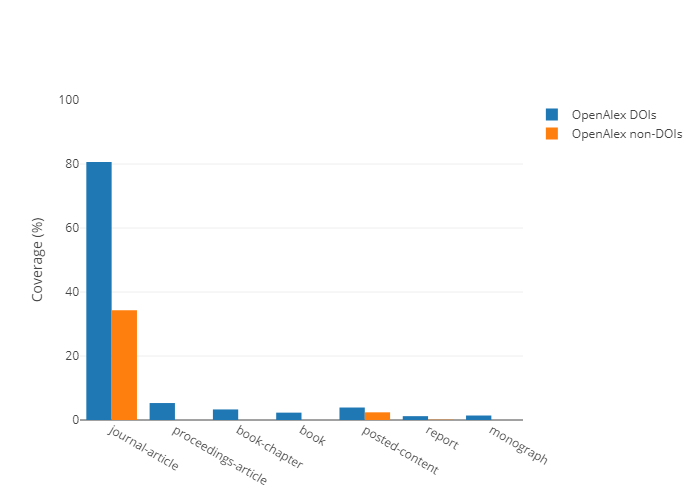 100
80
60
40
20
0
Coverage (%)
journal-article
proceedings-article
book-chapter
book
posted-content
report
monograph
OpenAlex DOIs
OpenAlex non-DOIs